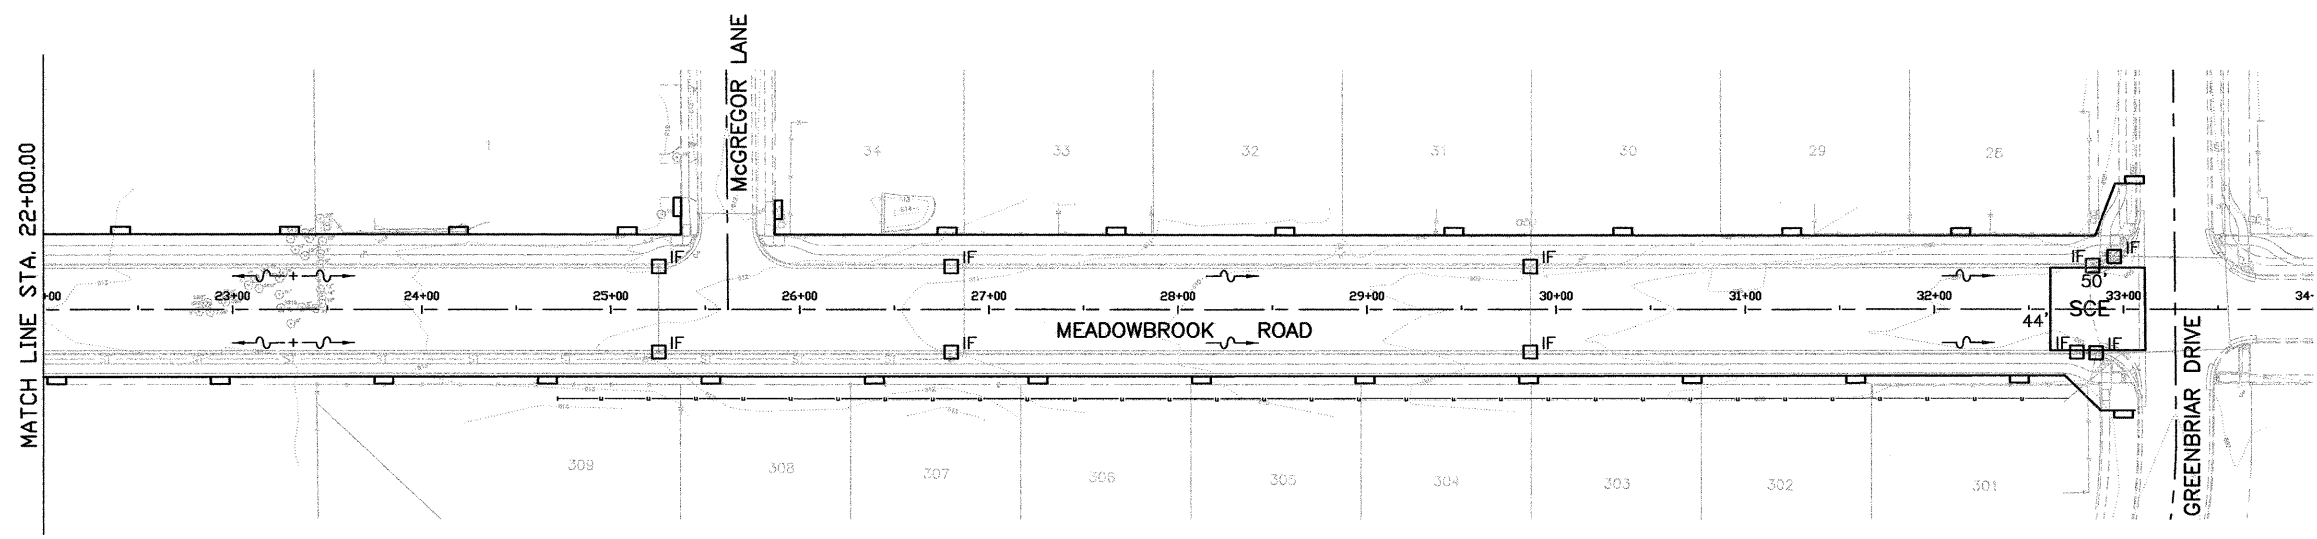 MATCH LINE STA. 22+00.00
McGREGOR LANE
1
34
33
32
31
30
29
28
IF
IF
IF
IF
IF
+00
23+00
24+00
25+00
26+00
27+00
28+00
29+00
30+00
31+00
32+00
33+00
34+
50'
SCE
44'
MEADOWBROOK ROAD
IF
IF
IF
IF
IF
GREENBRIAR DRIVE
309
308
307
306
305
304
303
302
301